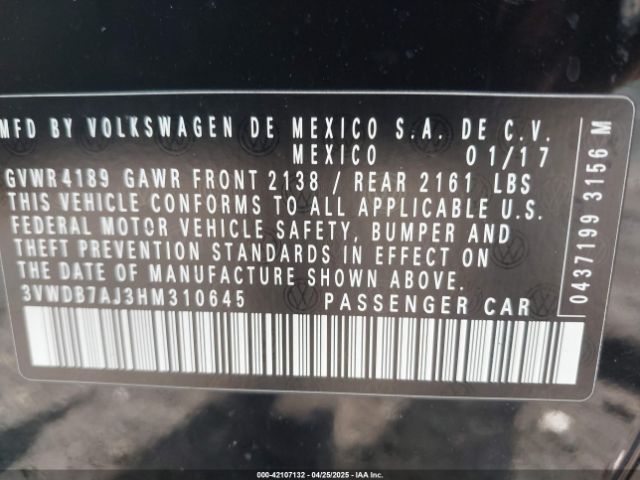 MFD BY VOLKSWAGEN DE MEXICO S.A. DE C.V.
MEXICO 01/17
GVWR 4189 GAWR FRONT 2138 / REAR 2161 LBS
THIS VEHICLE CONFORMS TO ALL APPLICABLE U.S.
FEDERAL MOTOR VEHICLE SAFETY, BUMPER AND
THEFT PREVENTION STANDARDS IN EFFECT ON
THE DATE OF MANUFACTURE SHOWN ABOVE.
3VWDB7AJ3HM310645 PASSENGER CAR
0437199 3156 M
000-42107132 - 04/25/2025 - IAA Inc.